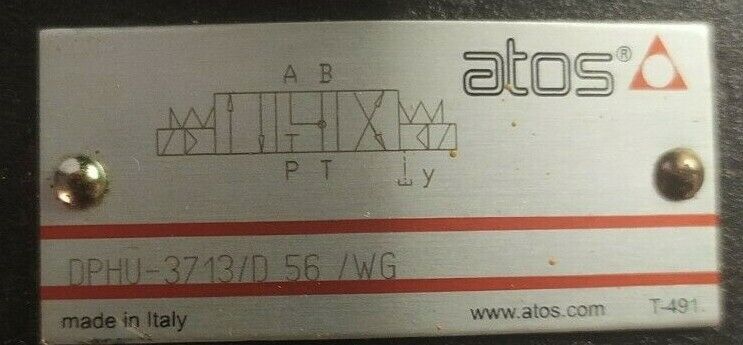 atos®
A B
T
P T y
DPHU-3713/D 56 /WG
made in Italy www.atos.com T-491.